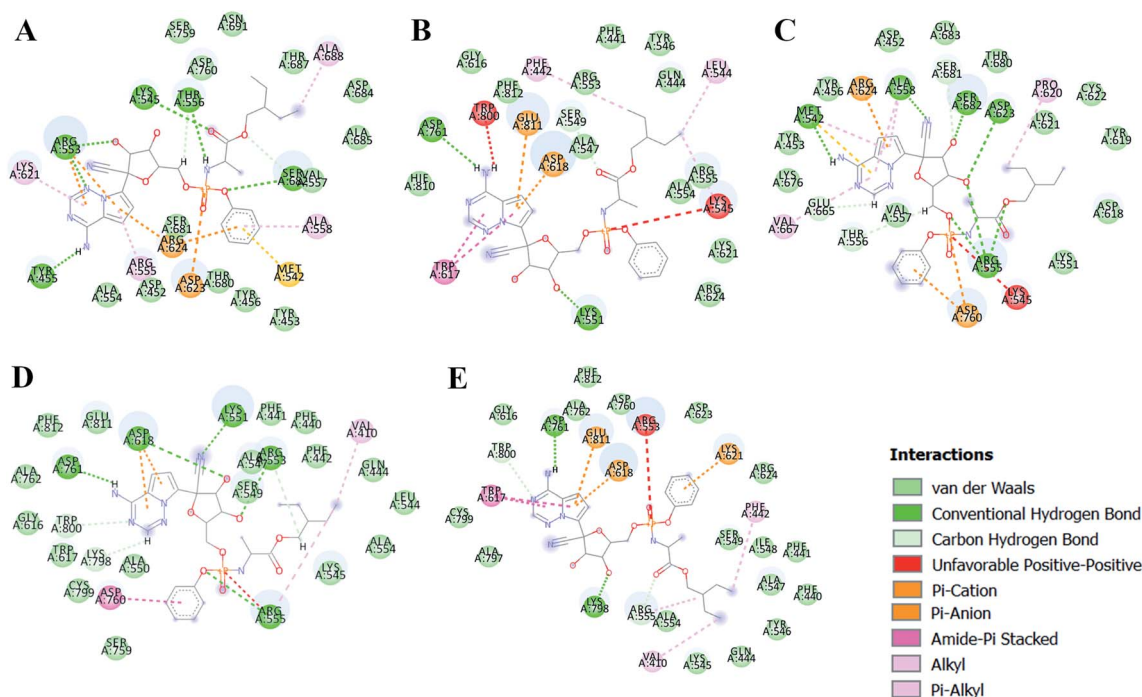 A
SER
A:759
ASN
A:691
ASP
A:760
THR
A:687
ALA
A:688
LYS
A:545
THR
A:556
ASP
A:684
ALA
A:685
ARG
A:553
LYS
A:621
SER
A:682
VAL
A:557
SER
A:681
ARG
A:624
ALA
A:558
TYR
A:455
ARG
A:555
ASP
A:623
THR
A:680
MET
A:542
ALA
A:554
ASP
A:452
TYR
A:456
TYR
A:453
H
H
N
N
N
N
N
O
O
O
O
O
O
O
P
N
B
GLY
A:616
PHE
A:442
PHE
A:441
TYR
A:546
PHE
A:812
ARG
A:553
GLN
A:444
LEU
A:544
TRP
A:800
GLU
A:811
SER
A:549
ASP
A:761
ALA
A:547
ASP
A:618
HIE
A:810
ALA
A:554
ARG
A:555
LYS
A:545
TRP
A:617
LYS
A:621
ARG
A:624
LYS
A:551
H
H
C
ASP
A:452
GLY
A:683
TYR
A:456
ARG
A:624
ALA
A:558
SER
A:681
THR
A:680
MET
A:542
SER
A:682
ASP
A:623
PRO
A:620
CYS
A:622
TYR
A:453
LYS
A:621
TYR
A:619
LYS
A:676
GLU
A:665
VAL
A:557
ASP
A:618
VAL
A:667
THR
A:556
ARG
A:555
LYS
A:551
LYS
A:545
ASP
A:760
H
H
H
D
PHE
A:812
GLU
A:811
ASP
A:618
LYS
A:551
PHE
A:441
PHE
A:440
VAL
A:410
ASP
A:761
ALA
A:547
ARG
A:553
PHE
A:442
GLN
A:444
ALA
A:762
SER
A:549
LEU
A:544
GLY
A:616
TRP
A:800
TRP
A:617
LYS
A:798
ALA
A:550
ALA
A:554
LYS
A:545
CYS
A:799
ASP
A:760
ARG
A:555
SER
A:759
H
H
H
E
PHE
A:812
GLY
A:616
ALA
A:762
ASP
A:760
ASP
A:623
ASP
A:761
GLU
A:811
ARG
A:553
TRP
A:800
ASP
A:618
LYS
A:621
TRP
A:617
ARG
A:624
CYS
A:799
PHE
A:442
ALA
A:797
SER
A:549
ILE
A:548
PHE
A:441
LYS
A:798
ARG
A:555
ALA
A:554
ALA
A:547
PHE
A:440
VAL
A:410
LYS
A:545
GLN
A:444
TYR
A:546
H
Interactions
van der Waals
Conventional Hydrogen Bond
Carbon Hydrogen Bond
Unfavorable Positive-Positive
Pi-Cation
Pi-Anion
Amide-Pi Stacked
Alkyl
Pi-Alkyl